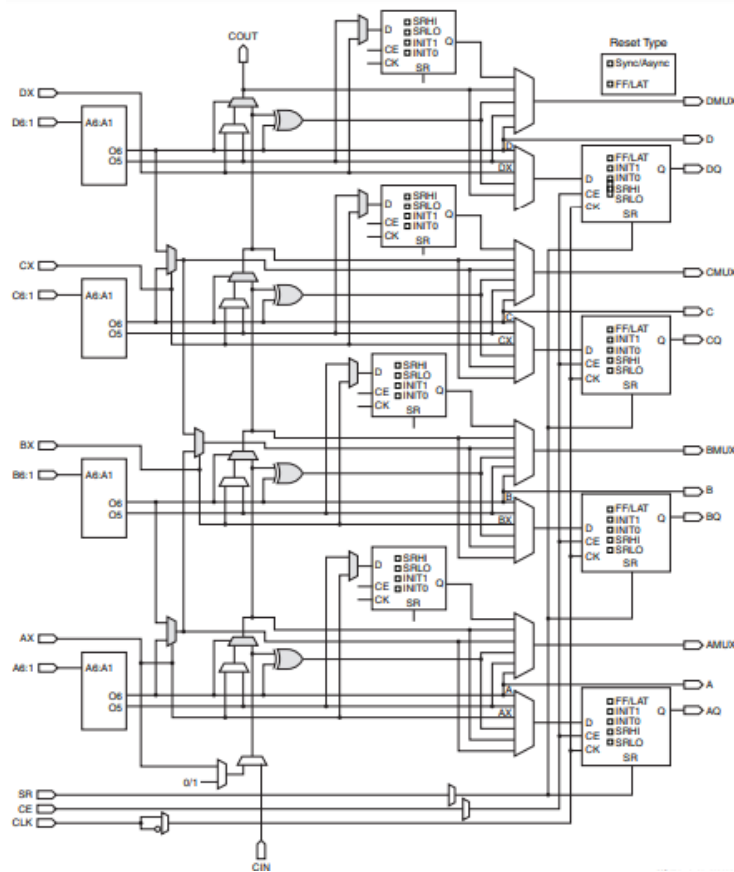 COUT
SRHI
SRLO
INIT1
INIT0
D
Q
CE
CK
SR
Reset Type
Sync/Async
FF/LAT
DX
D6:1
A6:A1
O6
O5
DMUX
D
D
DX
FF/LAT
INIT1
INIT0
SRHI
SRLO
D
CE
CK
Q
SR
DQ
SRHI
SRLO
INIT1
INIT0
D
Q
CE
CK
SR
CX
C6:1
A6:A1
O6
O5
CMUX
C
C
CX
FF/LAT
INIT1
INIT0
SRHI
SRLO
D
CE
CK
Q
SR
CQ
SRHI
SRLO
INIT1
INIT0
D
Q
CE
CK
SR
BX
B6:1
A6:A1
O6
O5
BMUX
B
B
BX
FF/LAT
INIT1
INIT0
SRHI
SRLO
D
CE
CK
Q
SR
BQ
SRHI
SRLO
INIT1
INIT0
D
Q
CE
CK
SR
AX
A6:1
A6:A1
O6
O5
AMUX
A
A
AX
FF/LAT
INIT1
INIT0
SRHI
SRLO
D
CE
CK
Q
SR
AQ
0/1
SR
CE
CLK
CIN